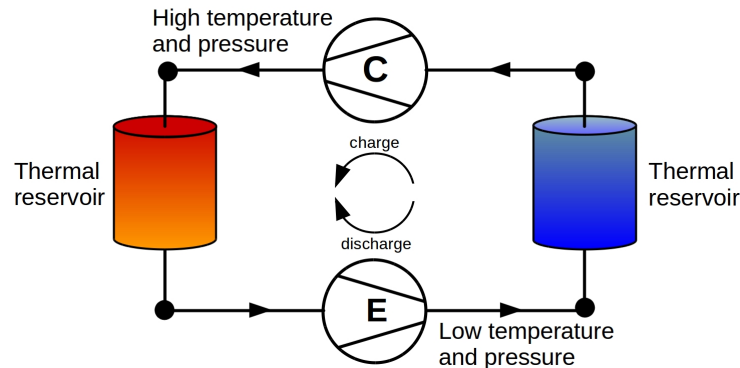 High temperature
and pressure
C
charge
Thermal
reservoir
Thermal
reservoir
discharge
E
Low temperature
and pressure